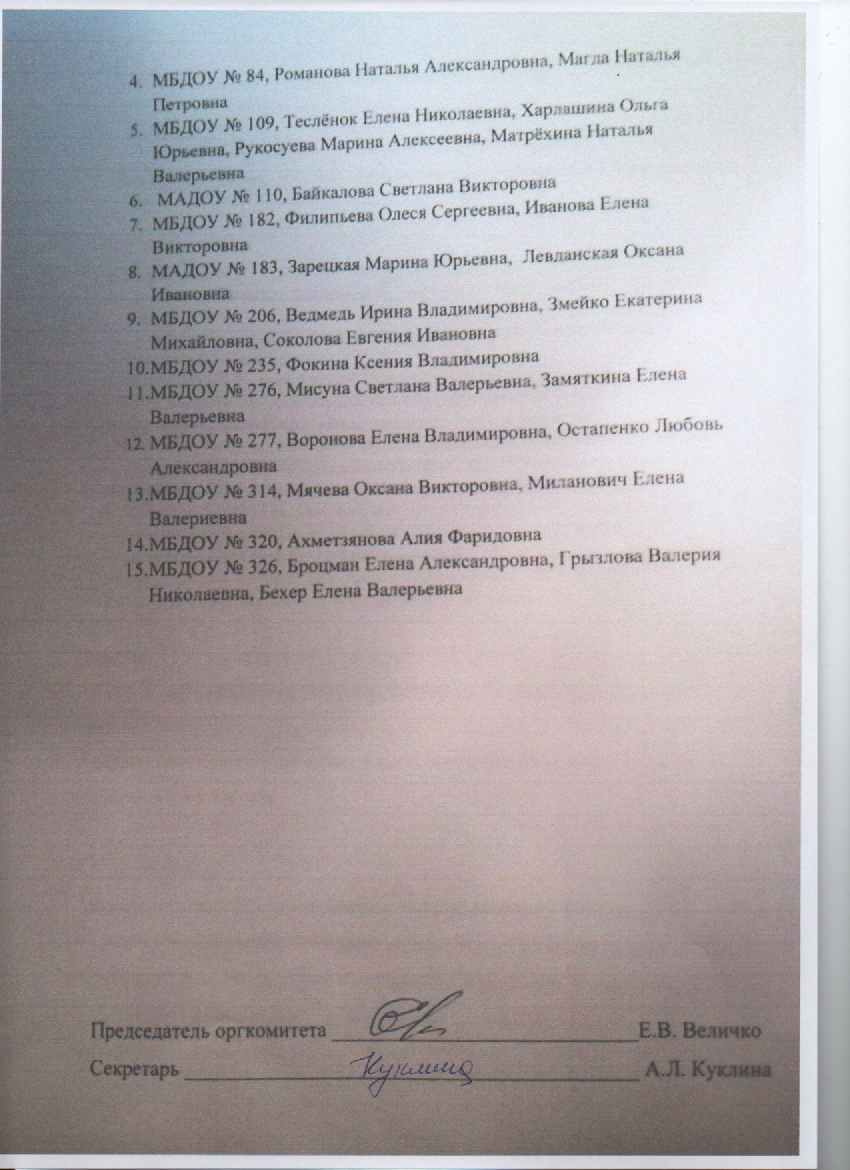 4. МБДОУ № 84, Романова Наталья Александровна, Магда Наталья
Петровна
5. МБДОУ № 109, Теслёнок Елена Николаевна, Харлашина Ольга
Юрьевна, Рукосуева Марина Алексеевна, Матрёхина Наталья
Валерьевна
6. МАДОУ № 110, Байкалова Светлана Викторовна
7. МБДОУ № 182, Филипьева Олеся Сергеевна, Иванова Елена
Викторовна
8. МАДОУ № 183, Зарецкая Марина Юрьевна, Левданская Оксана
Ивановна
9. МБДОУ № 206, Ведмедь Ирина Владимировна, Змейко Екатерина
Михайловна, Соколова Евгения Ивановна
10.МБДОУ № 235, Фокина Ксения Владимировна
11.МБДОУ № 276, Мисуна Светлана Валерьевна, Замяткина Елена
Валерьевна
12. МБДОУ № 277, Воронова Елена Владимировна, Остапенко Любовь
Александровна
13.МБДОУ № 314, Мячева Оксана Викторовна, Миланович Елена
Валериевна
14.МБДОУ № 320, Ахметзянова Алия Фаридовна
15.МБДОУ № 326, Броцман Елена Александровна, Грызлова Валерия
Николаевна, Бехер Елена Валерьевна
Председатель оргкомитета Е.В. Величко
Секретарь Куклина А.Л. Куклина